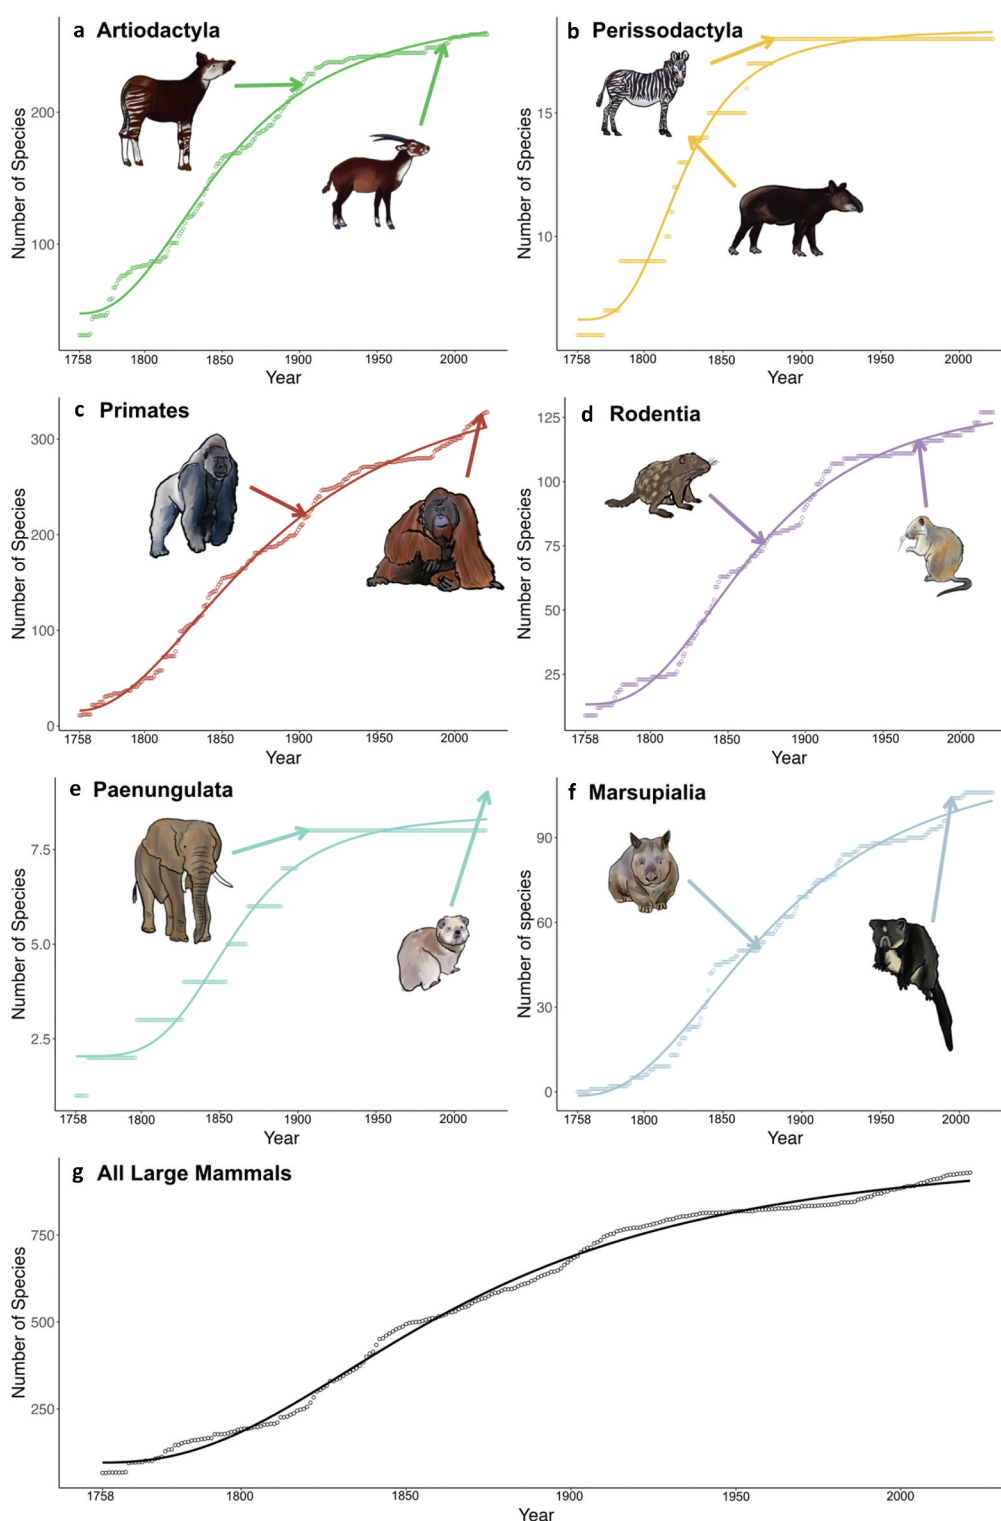 a Artiodactyla
Number of Species
200
100
1758 1800 1850 1900 1950 2000
Year
b Perissodactyla
Number of Species
15
10
1758 1800 1850 1900 1950 2000
Year
c Primates
Number of Species
300
200
100
0
1758 1800 1850 1900 1950 2000
Year
d Rodentia
Number of Species
125
100
75
50
25
1758 1800 1850 1900 1950 2000
Year
e Paenungulata
Number of Species
7.5
5.0
2.5
1758 1800 1850 1900 1950 2000
Year
f Marsupialia
Number of species
90
60
30
0
1758 1800 1850 1900 1950 2000
Year
g All Large Mammals
Number of Species
750
500
250
1758 1800 1850 1900 1950 2000
Year